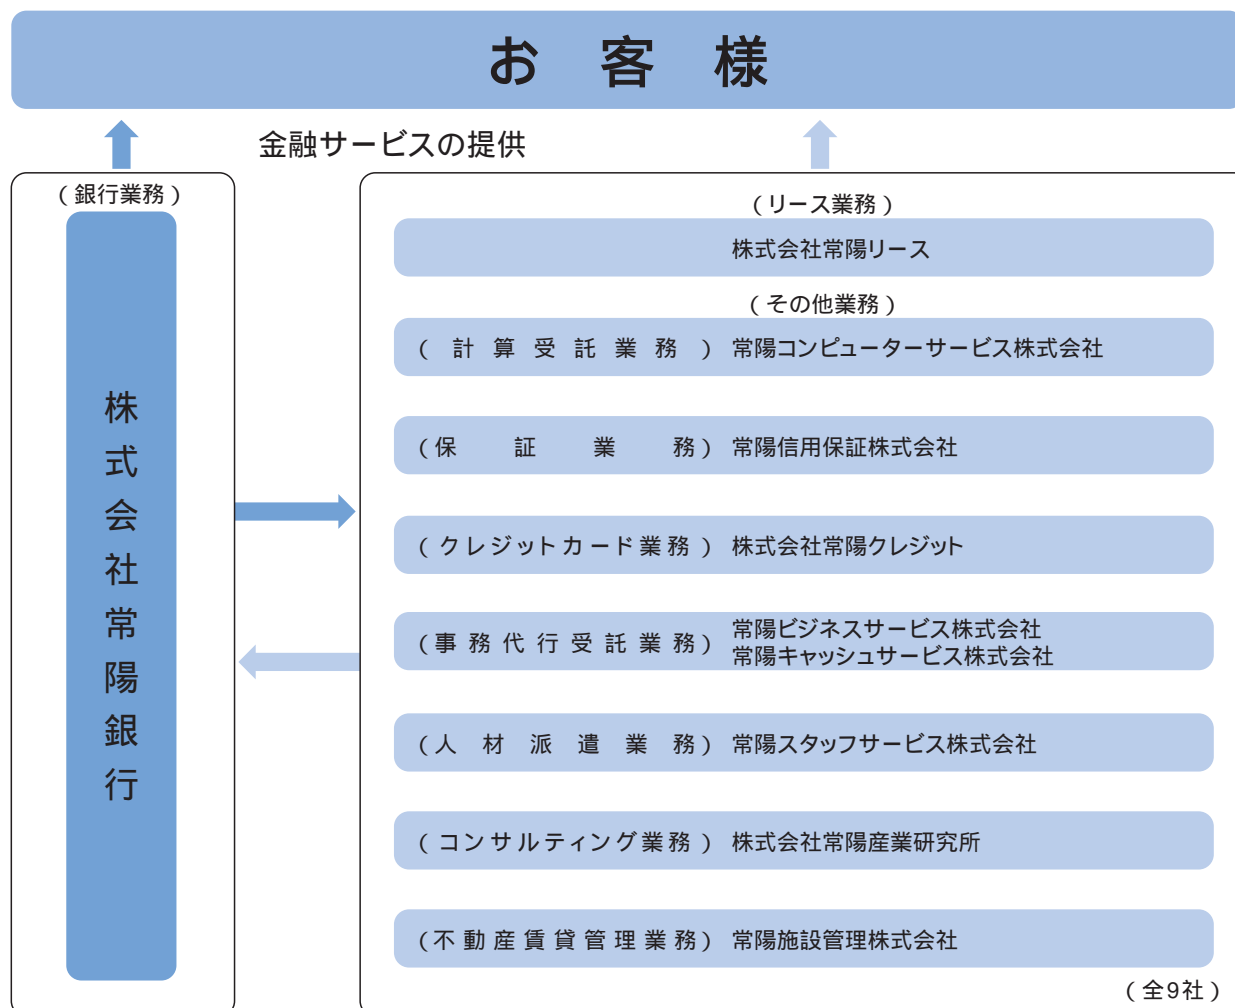 お客様
金融サービスの提供
(銀行業務)
株式会社常陽銀行
(リース業務)
株式会社常陽リース
(その他業務)
(計算受託業務) 常陽コンピューターサービス株式会社
(保証業務) 常陽信用保証株式会社
(クレジットカード業務) 株式会社常陽クレジット
(事務代行受託業務) 常陽ビジネスサービス株式会社
常陽キャッシュサービス株式会社
(人材派遣業務) 常陽スタッフサービス株式会社
(コンサルティング業務) 株式会社常陽産業研究所
(不動産賃貸管理業務) 常陽施設管理株式会社
(全9社)